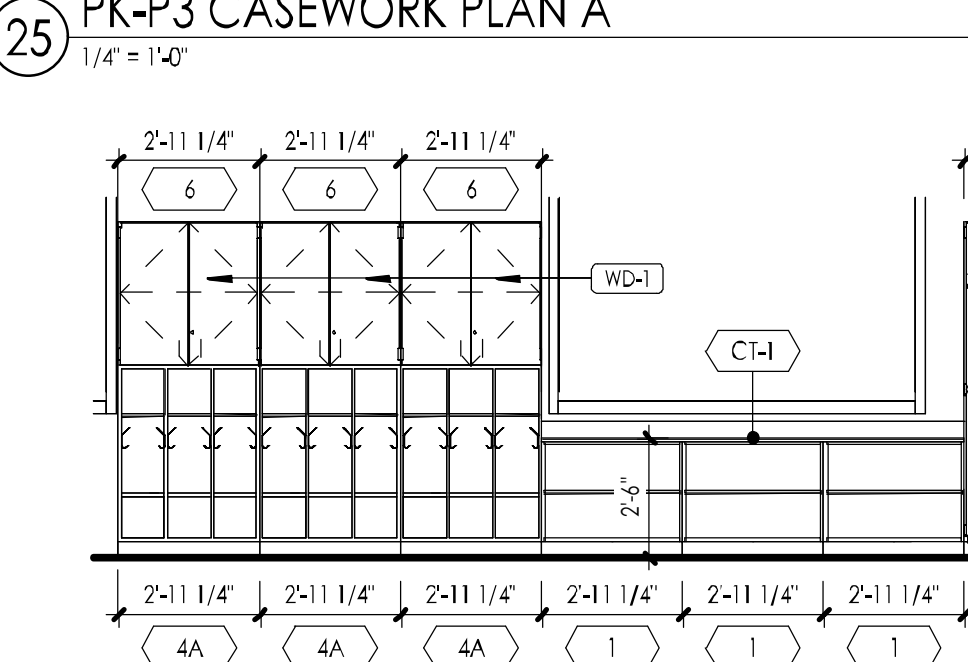 25
PK-P3 CASEWORK PLAN A
1/4" = 1'-0"
2'-11 1/4" 2'-11 1/4" 2'-11 1/4"
6 6 6
WD-1
CT-1
2'-6"
2'-11 1/4" 2'-11 1/4" 2'-11 1/4" 2'-11 1/4" 2'-11 1/4" 2'-11 1/4"
4A 4A 4A 1 1 1